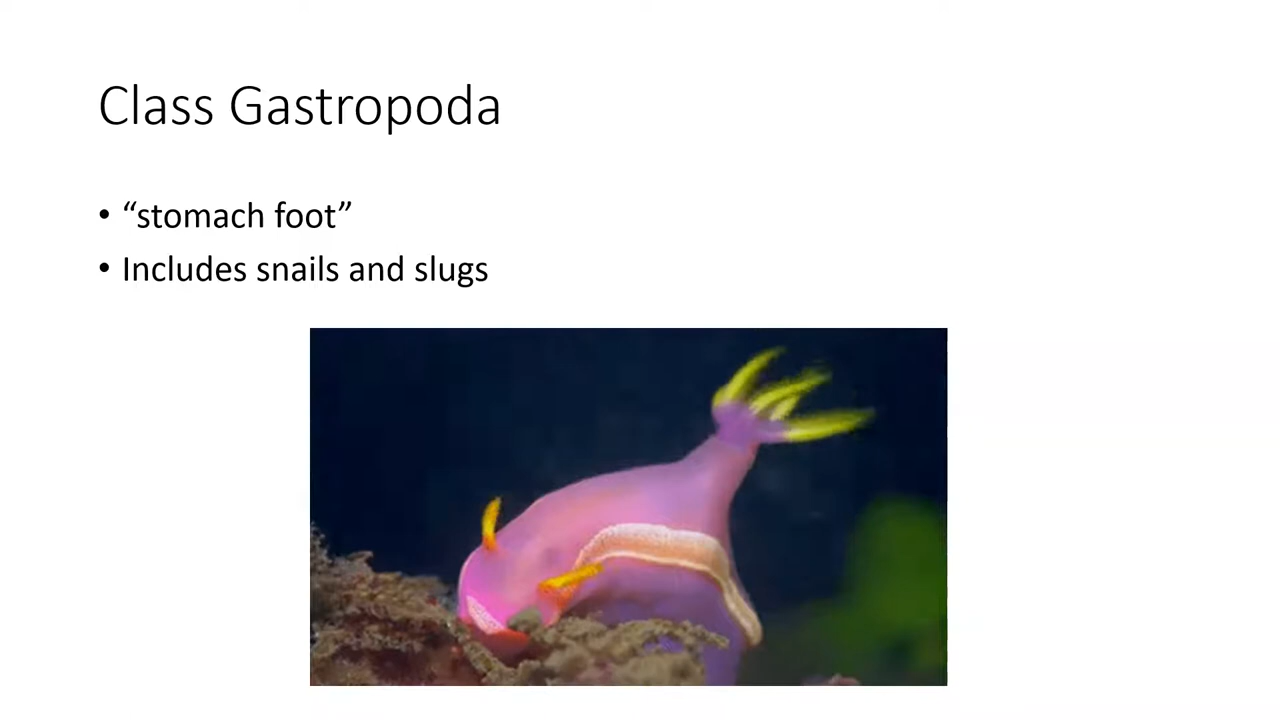 Class Gastropoda
• “stomach foot”
• Includes snails and slugs